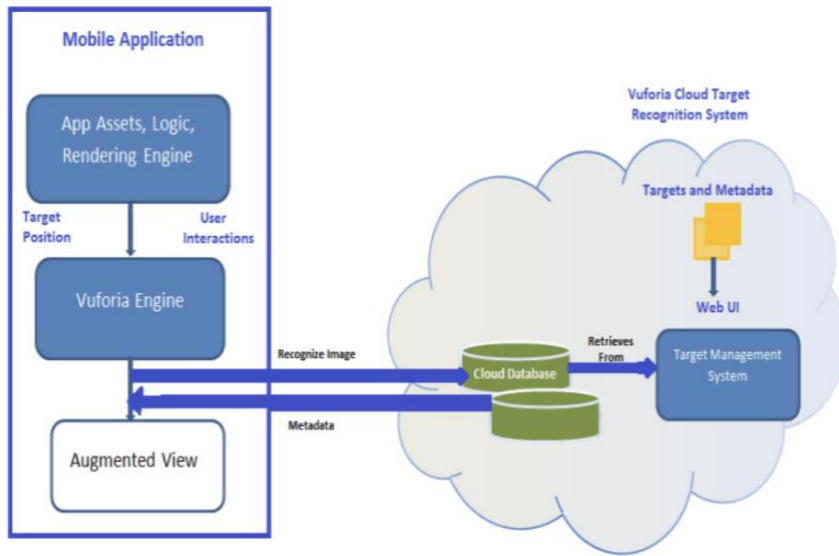 Mobile Application
App Assets, Logic,
Rendering Engine
Target
Position
User
Interactions
Vuforia Engine
Augmented View
Recognize Image
Metadata
Vuforia Cloud Target
Recognition System
Targets and Metadata
Web UI
Cloud Database
Retrieves
From
Target Management
System